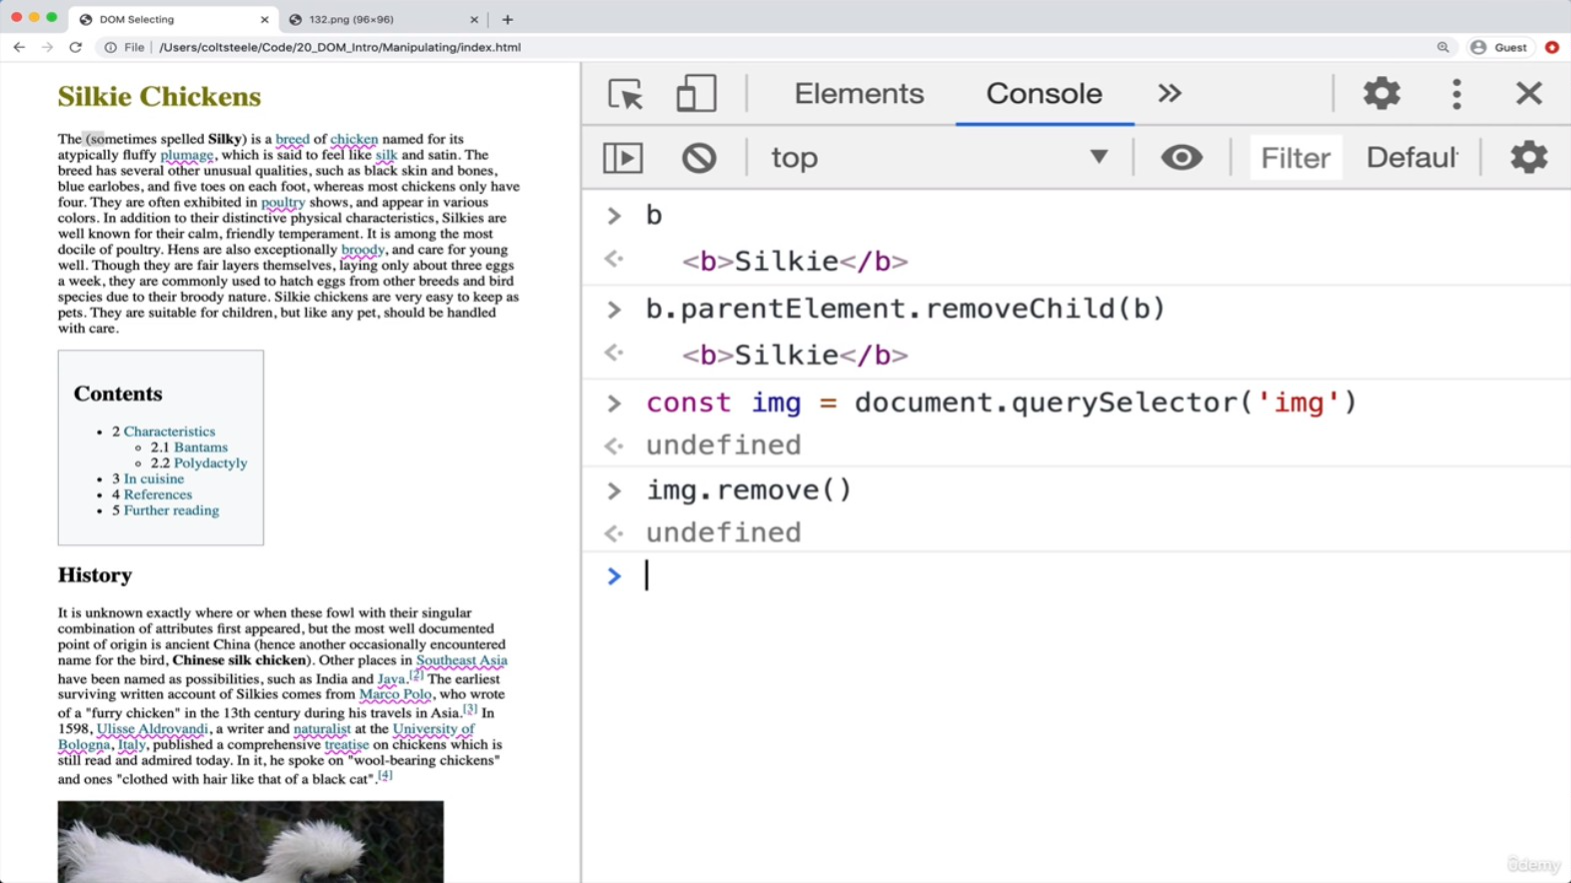 DOM Selecting
132.png (96×96)
File | /Users/coltsteele/Code/20_DOM_Intro/Manipulating/index.html
Guest
Silkie Chickens
The (sometimes spelled Silky) is a breed of chicken named for its
atypically fluffy plumage, which is said to feel like silk and satin. The
breed has several other unusual qualities, such as black skin and bones,
blue earlobes, and five toes on each foot, whereas most chickens only have
four. They are often exhibited in poultry shows, and appear in various
colors. In addition to their distinctive physical characteristics, Silkies are
well known for their calm, friendly temperament. It is among the most
docile of poultry. Hens are also exceptionally broody, and care for young
well. Though they are fair layers themselves, laying only about three eggs
a week, they are commonly used to hatch eggs from other breeds and bird
species due to their broody nature. Silkie chickens are very easy to keep as
pets. They are suitable for children, but like any pet, should be handled
with care.
Contents
• 2 Characteristics
◦ 2.1 Bantams
◦ 2.2 Polydactyly
• 3 In cuisine
• 4 References
• 5 Further reading
History
It is unknown exactly where or when these fowl with their singular
combination of attributes first appeared, but the most well documented
point of origin is ancient China (hence another occasionally encountered
name for the bird, Chinese silk chicken). Other places in Southeast Asia
have been named as possibilities, such as India and Java.[2] The earliest
surviving written account of Silkies comes from Marco Polo, who wrote
of a "furry chicken" in the 13th century during his travels in Asia.[3] In
1598, Ulisse Aldrovandi, a writer and naturalist at the University of
Bologna, Italy, published a comprehensive treatise on chickens which is
still read and admired today. In it, he spoke on "wool-bearing chickens"
and ones "clothed with hair like that of a black cat".[4]
Elements Console »
top Filter Defaul
> b
<b>Silkie</b>
> b.parentElement.removeChild(b)
<b>Silkie</b>
> const img = document.querySelector('img')
undefined
> img.remove()
undefined
>
ûdemy